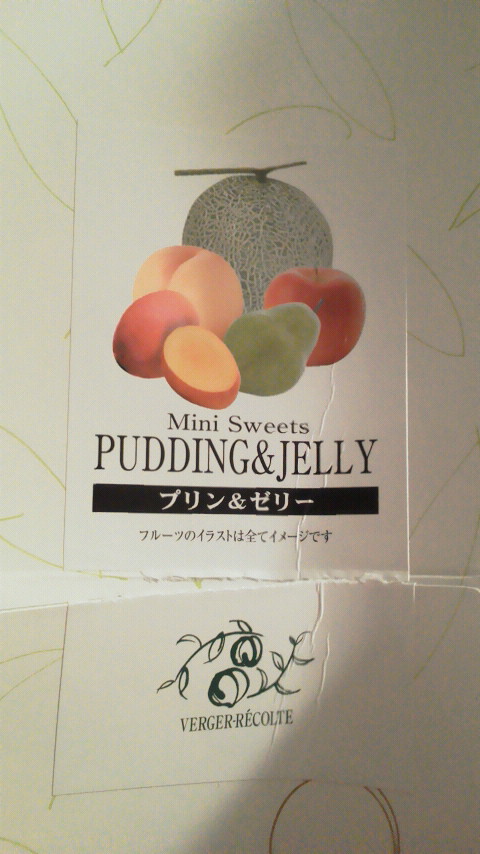 Mini Sweets
PUDDING&JELLY
プリン&ゼリー
フルーツのイラストは全てイメージです
VERGER-RÉCOLTE